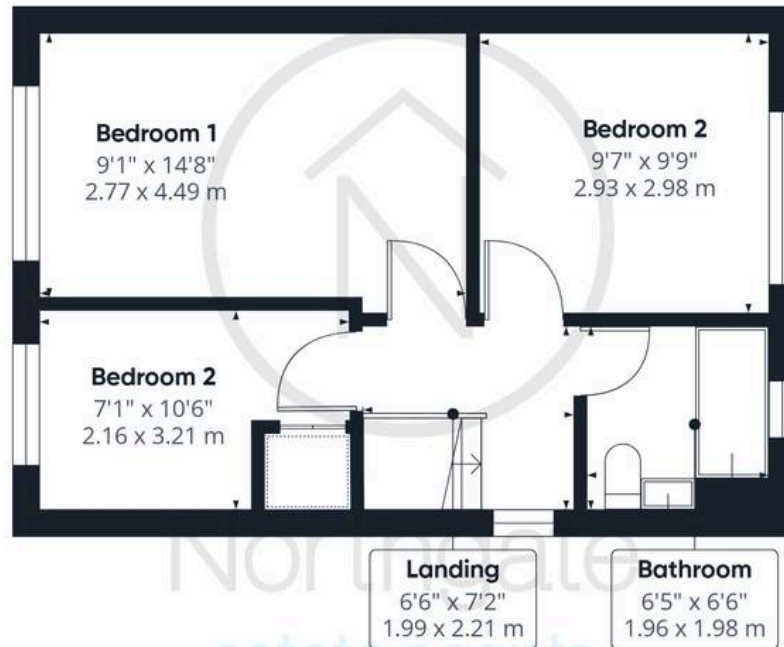 Bedroom 1
9'1" x 14'8"
2.77 x 4.49 m
Bedroom 2
9'7" x 9'9"
2.93 x 2.98 m
Bedroom 2
7'1" x 10'6"
2.16 x 3.21 m
Landing
6'6" x 7'2"
1.99 x 2.21 m
Bathroom
6'5" x 6'6"
1.96 x 1.98 m
Northgate
estate agents